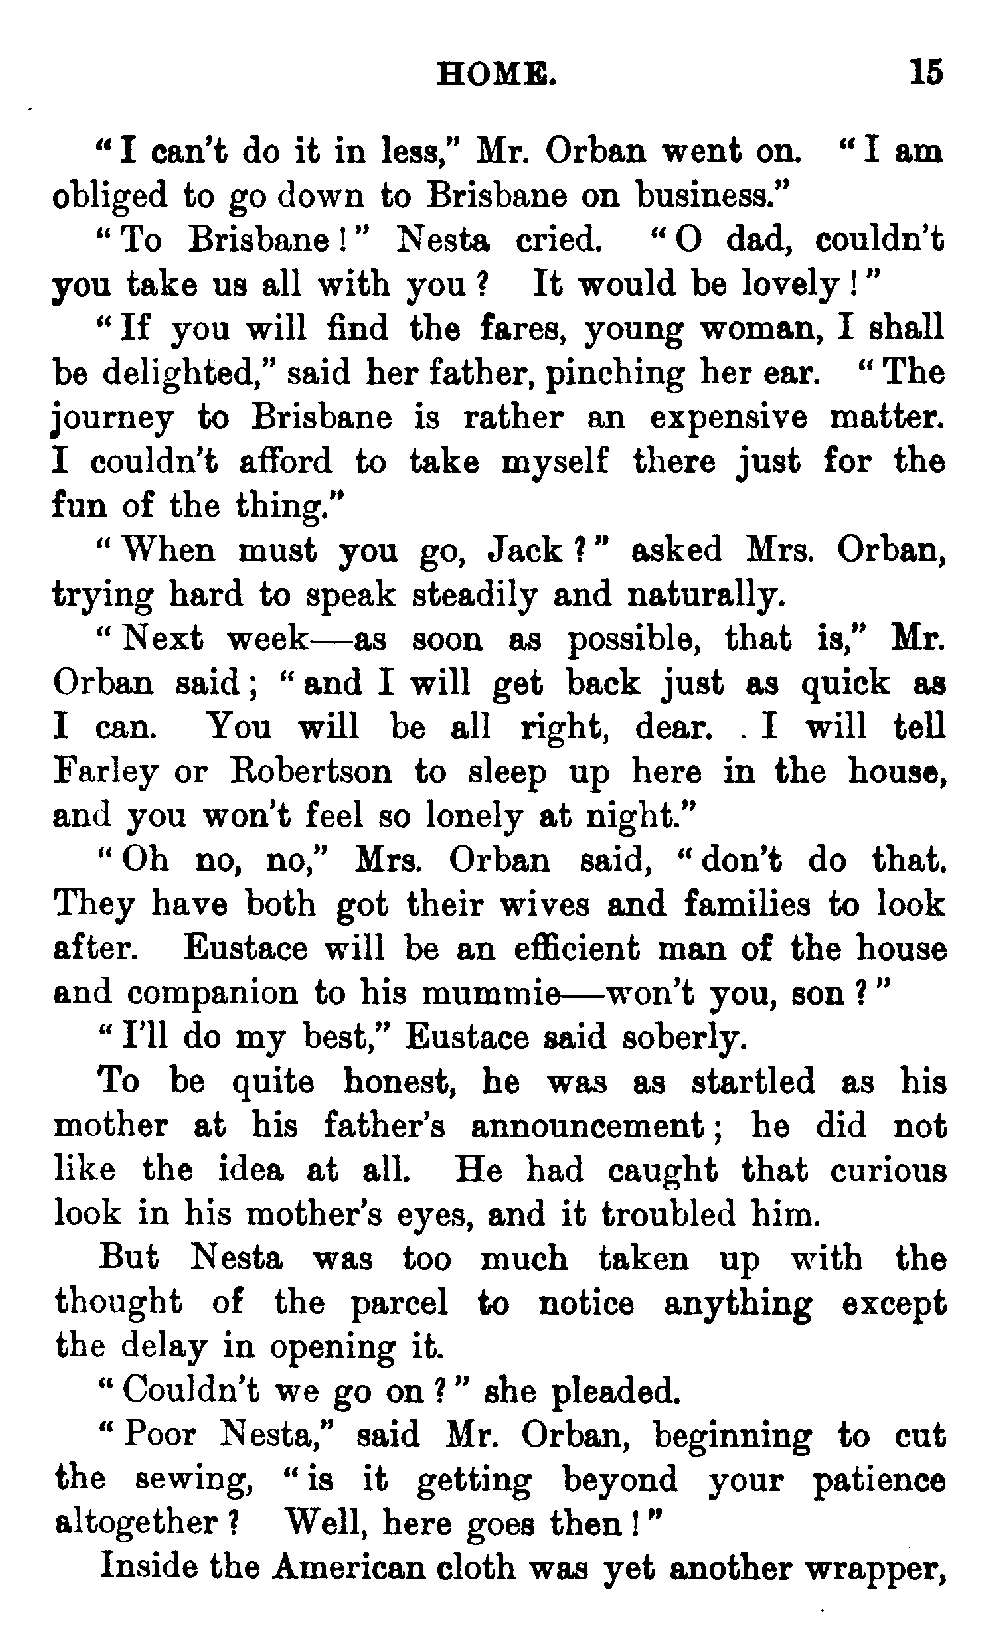 HOME. 15
“I can't do it in less,” Mr. Orban went on. “I am
obliged to go down to Brisbane on business.”
“To Brisbane!” Nesta cried. “O dad, couldn't
you take us all with you? It would be lovely!”
“If you will find the fares, young woman, I shall
be delighted,” said her father, pinching her ear. “The
journey to Brisbane is rather an expensive matter.
I couldn't afford to take myself there just for the
fun of the thing.”
“When must you go, Jack?” asked Mrs. Orban,
trying hard to speak steadily and naturally.
“Next week—as soon as possible, that is,” Mr.
Orban said; “and I will get back just as quick as
I can. You will be all right, dear. I will tell
Farley or Robertson to sleep up here in the house,
and you won't feel so lonely at night.”
“Oh no, no,” Mrs. Orban said, “don't do that.
They have both got their wives and families to look
after. Eustace will be an efficient man of the house
and companion to his mummie—won't you, son?”
“I'll do my best,” Eustace said soberly.
To be quite honest, he was as startled as his
mother at his father's announcement; he did not
like the idea at all. He had caught that curious
look in his mother's eyes, and it troubled him.
But Nesta was too much taken up with the
thought of the parcel to notice anything except
the delay in opening it.
“Couldn't we go on?” she pleaded.
“Poor Nesta,” said Mr. Orban, beginning to cut
the sewing, “is it getting beyond your patience
altogether? Well, here goes then!”
Inside the American cloth was yet another wrapper,